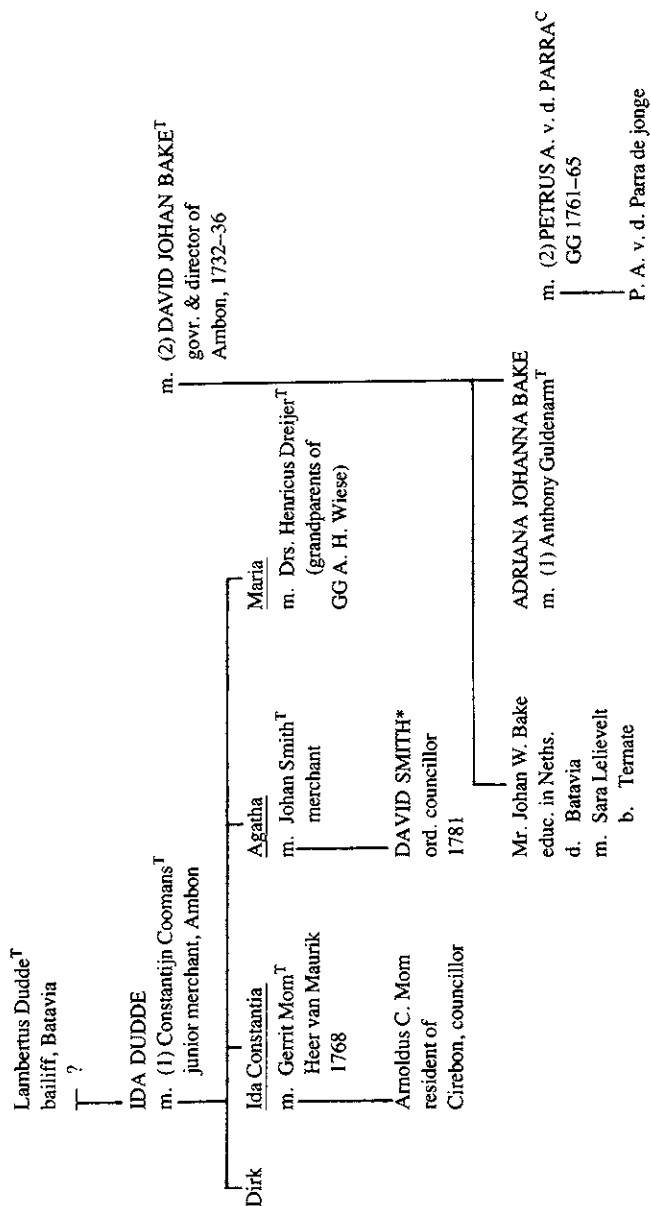 Lambertus Dudde^T
bailiff, Batavia
?
IDA DUDDE
m. (1) Constantijn Coomans^T
junior merchant, Ambon
m. (2) DAVID JOHAN BAKE^T
govr. & director of
Ambon, 1732–36
Dirk
Ida Constantia
m. Gerrit Mom^T
Heer van Maurik
1768
Agatha
m. Johan Smith^T
merchant
Maria
m. Drs. Henricus Dreijer^T
(grandparents of
GG A. H. Wiese)
Arnoldus C. Mom
resident of
Cirebon, councillor
DAVID SMITH*
ord. councillor
1781
Mr. Johan W. Bake
educ. in Neths.
d. Batavia
m. Sara Lelievelt
b. Ternate
ADRIANA JOHANNA BAKE
m. (1) Anthony Guldenarm^T
m. (2) PETRUS A. v. d. PARRA^C
GG 1761–65
P. A. v. d. Parra de jonge